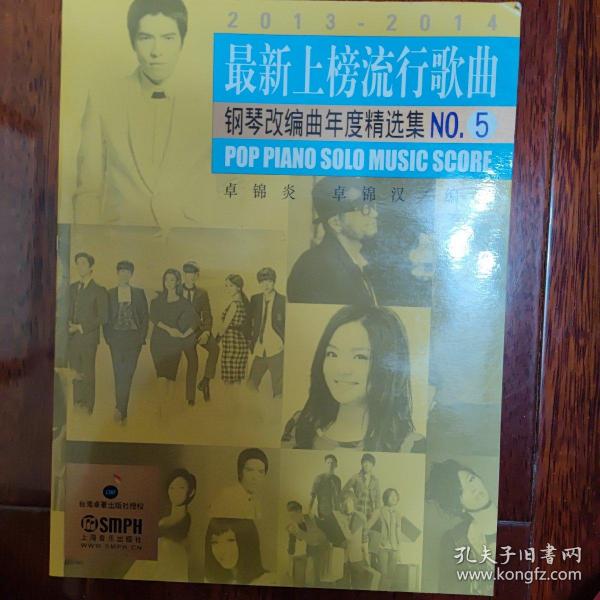 2013-2014
最新上榜流行歌曲
钢琴改编曲年度精选集 NO. 5
POP PIANO SOLO MUSIC SCORE
卓锦炎 卓锦汉 编
台湾卓著出版社授权
SMPH
上海音乐出版社
WWW.SMPH.CN
孔夫子旧书网
www.kongfz.com